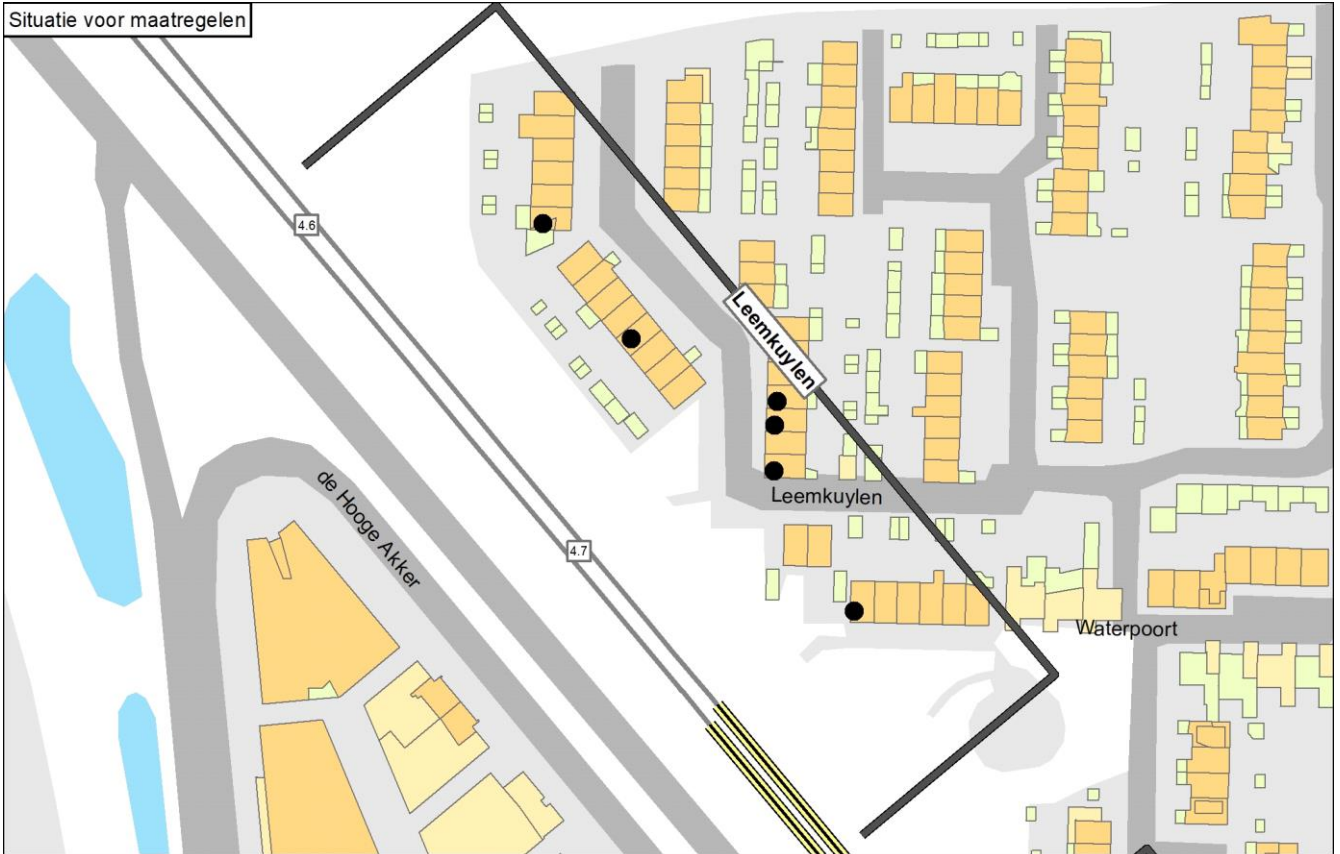 Situatie voor maatregelen
4.6
Leemkuylen
Leemkuylen
de Hooge Akker
4.7
Waterpoort